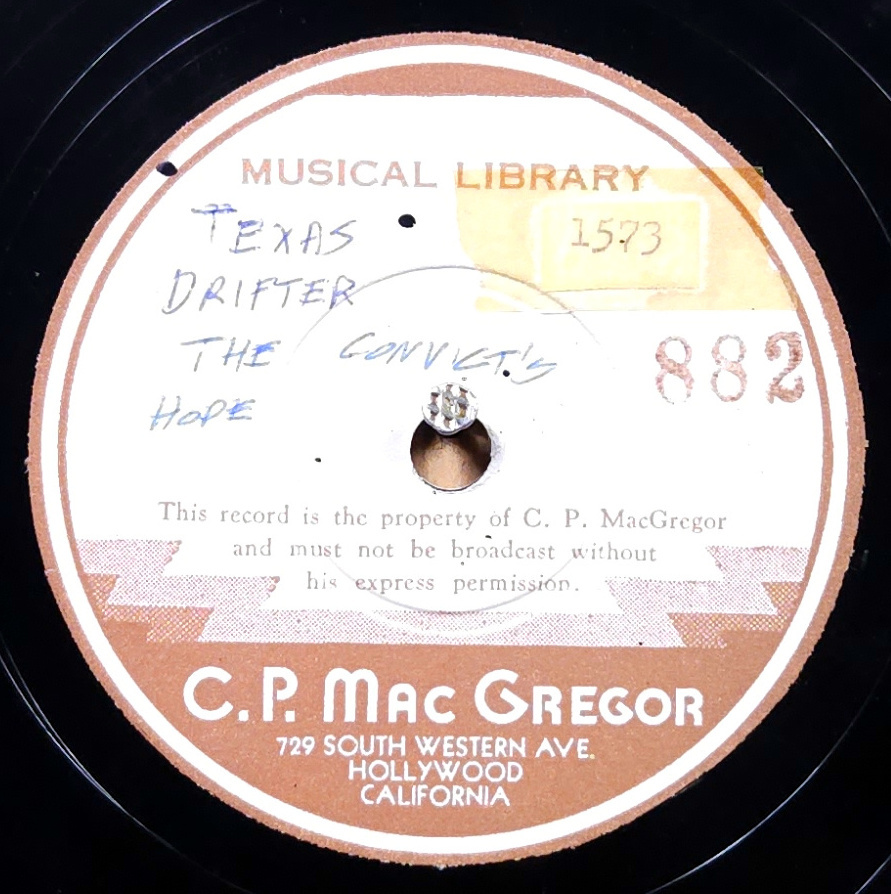 MUSICAL LIBRARY
1573
TEXAS
DRIFTER
THE CONVICT'S
HOPE
882
This record is the property of C. P. MacGregor
and must not be broadcast without
his express permission.
C.P. MAC GREGOR
729 SOUTH WESTERN AVE.
HOLLYWOOD
CALIFORNIA